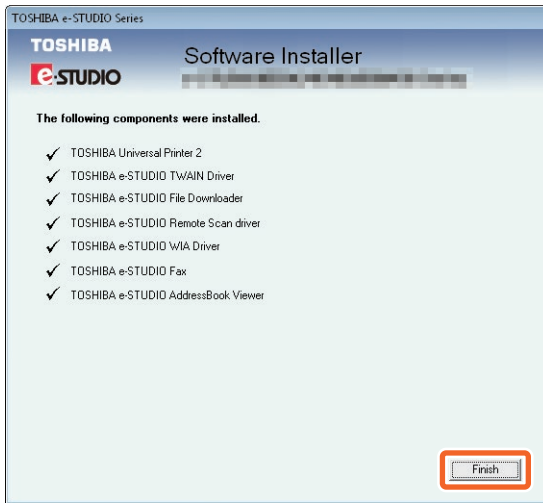 TOSHIBA e-STUDIO Series
TOSHIBA
e-STUDIO
Software Installer
The following components were installed.
TOSHIBA Universal Printer 2
TOSHIBA e-STUDIO TWAIN Driver
TOSHIBA e-STUDIO File Downloader
TOSHIBA e-STUDIO Remote Scan driver
TOSHIBA e-STUDIO WIA Driver
TOSHIBA e-STUDIO Fax
TOSHIBA e-STUDIO AddressBook Viewer
Finish